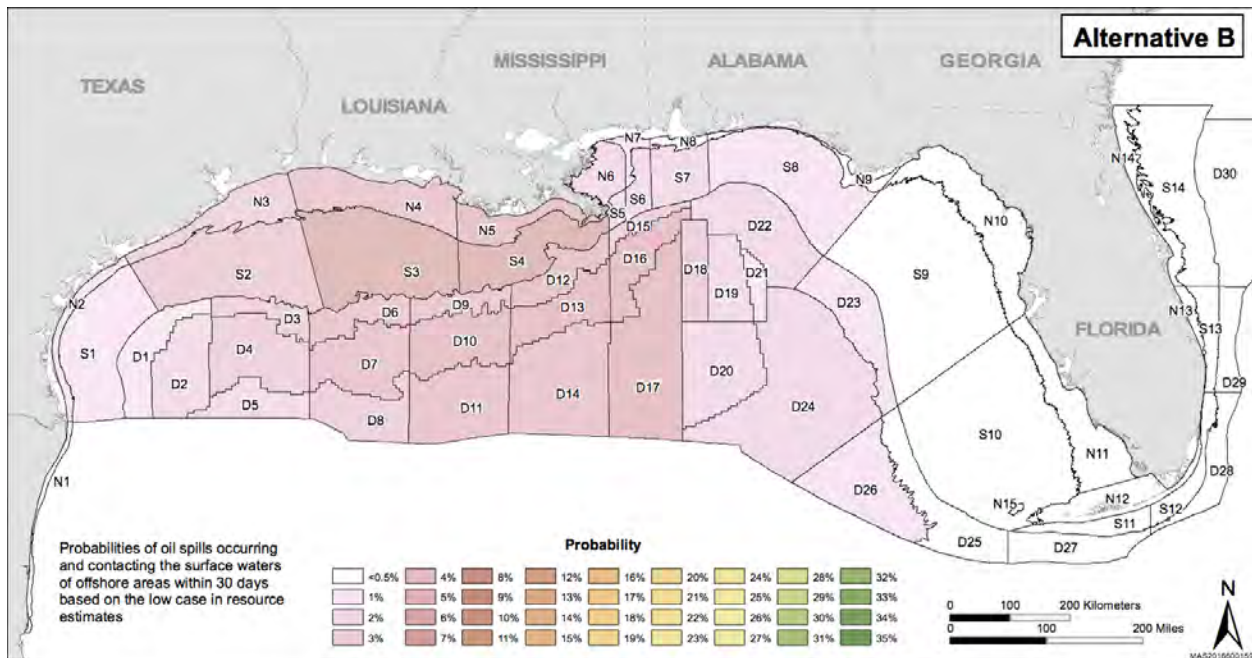 Alternative B
TEXAS
LOUISIANA
MISSISSIPPI
ALABAMA
GEORGIA
FLORIDA
N7
N8
N14
D30
N6
S7
S8
N9
S14
S6
N3
N4
N5
S5
D15
D22
N10
S2
S3
S4
D16
D18
D21
S9
D12
D19
D23
N2
D3
D6
D9
D13
N13
S13
S1
D1
D4
D7
D10
D2
D20
D29
D5
D8
D11
D14
D17
D24
S10
N11
D28
N1
D26
N15
N12
S12
S11
D25
D27
Probabilities of oil spills occurring
and contacting the surface waters
of offshore areas within 30 days
based on the low case in resource
estimates
Probability
<0.5% 4% 8% 12% 16% 20% 24% 28% 32%
1% 5% 9% 13% 17% 21% 25% 29% 33%
2% 6% 10% 14% 18% 22% 26% 30% 34%
3% 7% 11% 15% 19% 23% 27% 31% 35%
N
0 100 200 Kilometers
0 100 200 Miles